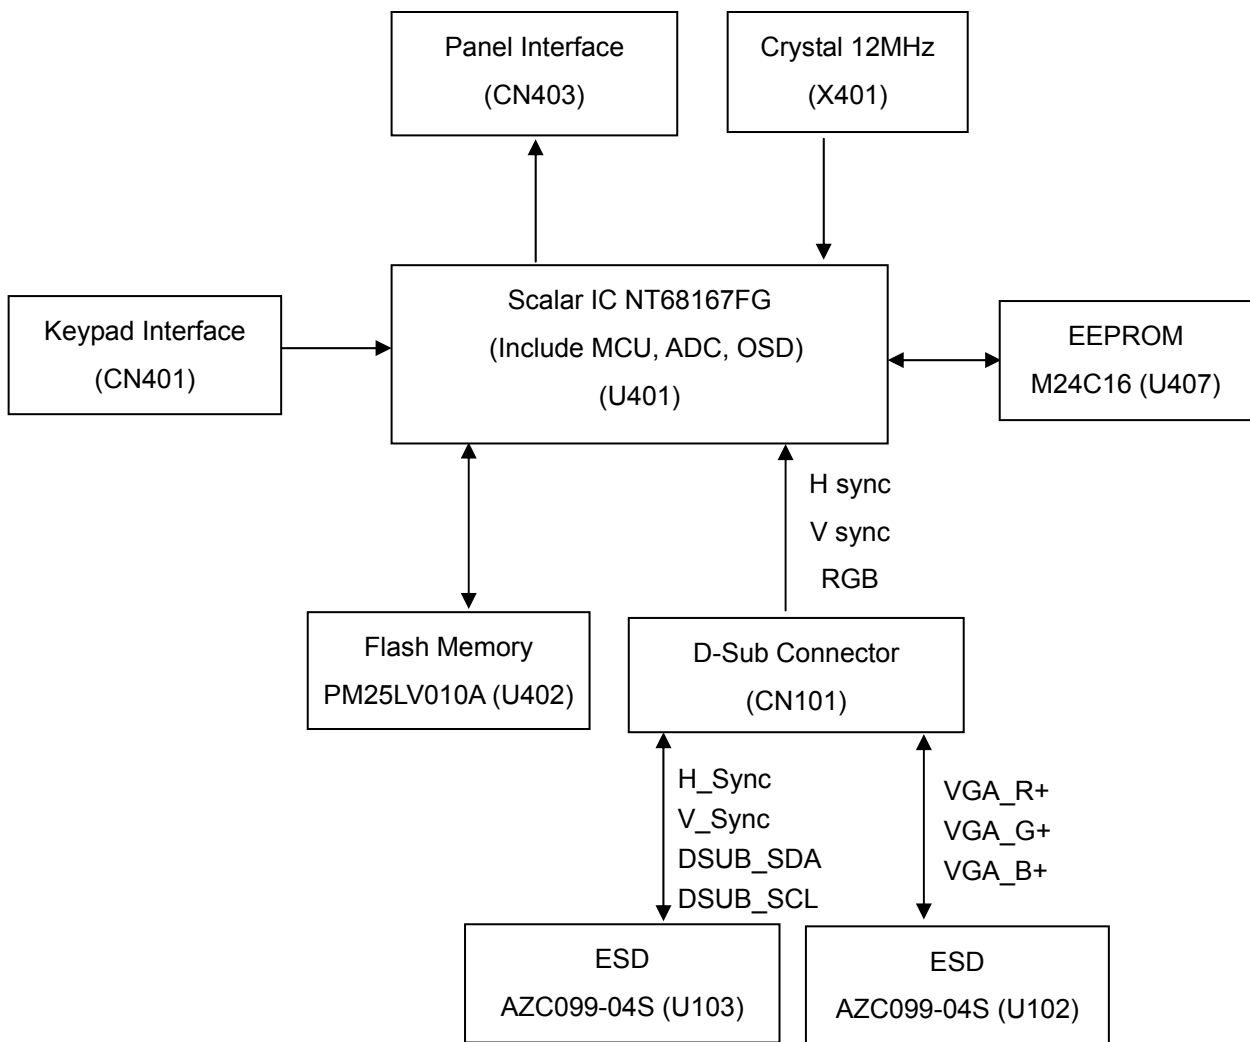 Panel Interface
(CN403)
Crystal 12MHz
(X401)
Scalar IC NT68167FG
(Include MCU, ADC, OSD)
(U401)
Keypad Interface
(CN401)
EEPROM
M24C16 (U407)
H sync
V sync
RGB
Flash Memory
PM25LV010A (U402)
D-Sub Connector
(CN101)
H_Sync
V_Sync
DSUB_SDA
DSUB_SCL
VGA_R+
VGA_G+
VGA_B+
ESD
AZC099-04S (U103)
ESD
AZC099-04S (U102)